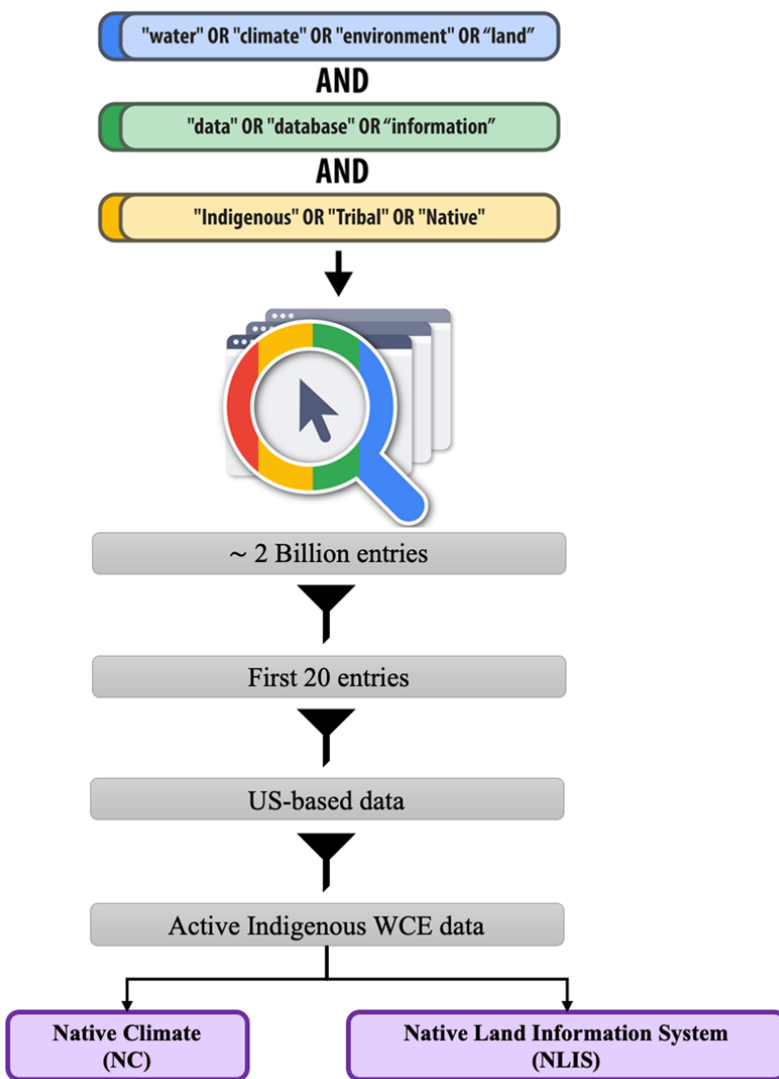 "water" OR "climate" OR "environment" OR “land”
AND
"data" OR "database" OR “information”
AND
"Indigenous" OR "Tribal" OR "Native"
~ 2 Billion entries
First 20 entries
US-based data
Active Indigenous WCE data
Native Climate
(NC)
Native Land Information System
(NLIS)